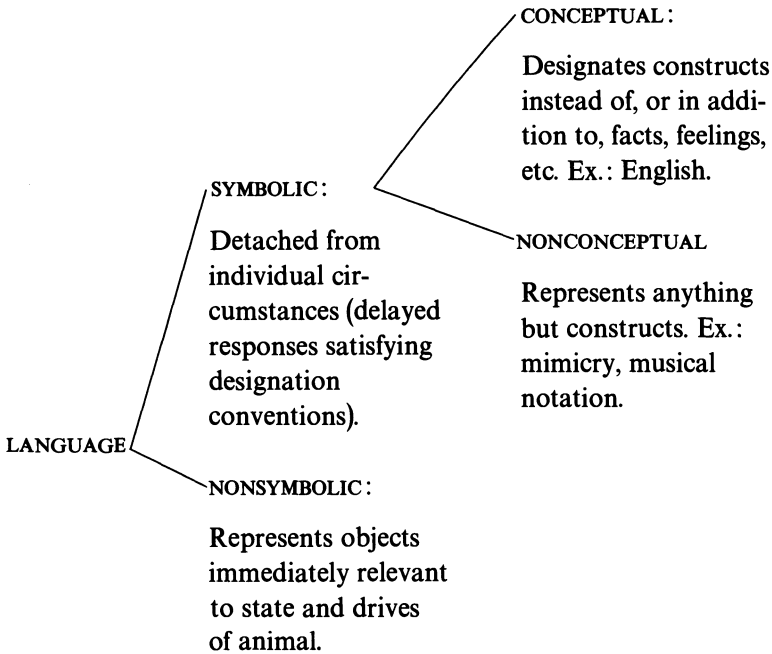 CONCEPTUAL:
Designates constructs
instead of, or in addi-
tion to, facts, feelings,
etc. Ex.: English.
SYMBOLIC:
Detached from
individual cir-
cumstances (delayed
responses satisfying
designation
conventions).
NONCONCEPTUAL
Represents anything
but constructs. Ex.:
mimicry, musical
notation.
LANGUAGE
NONSYMBOLIC:
Represents objects
immediately relevant
to state and drives
of animal.